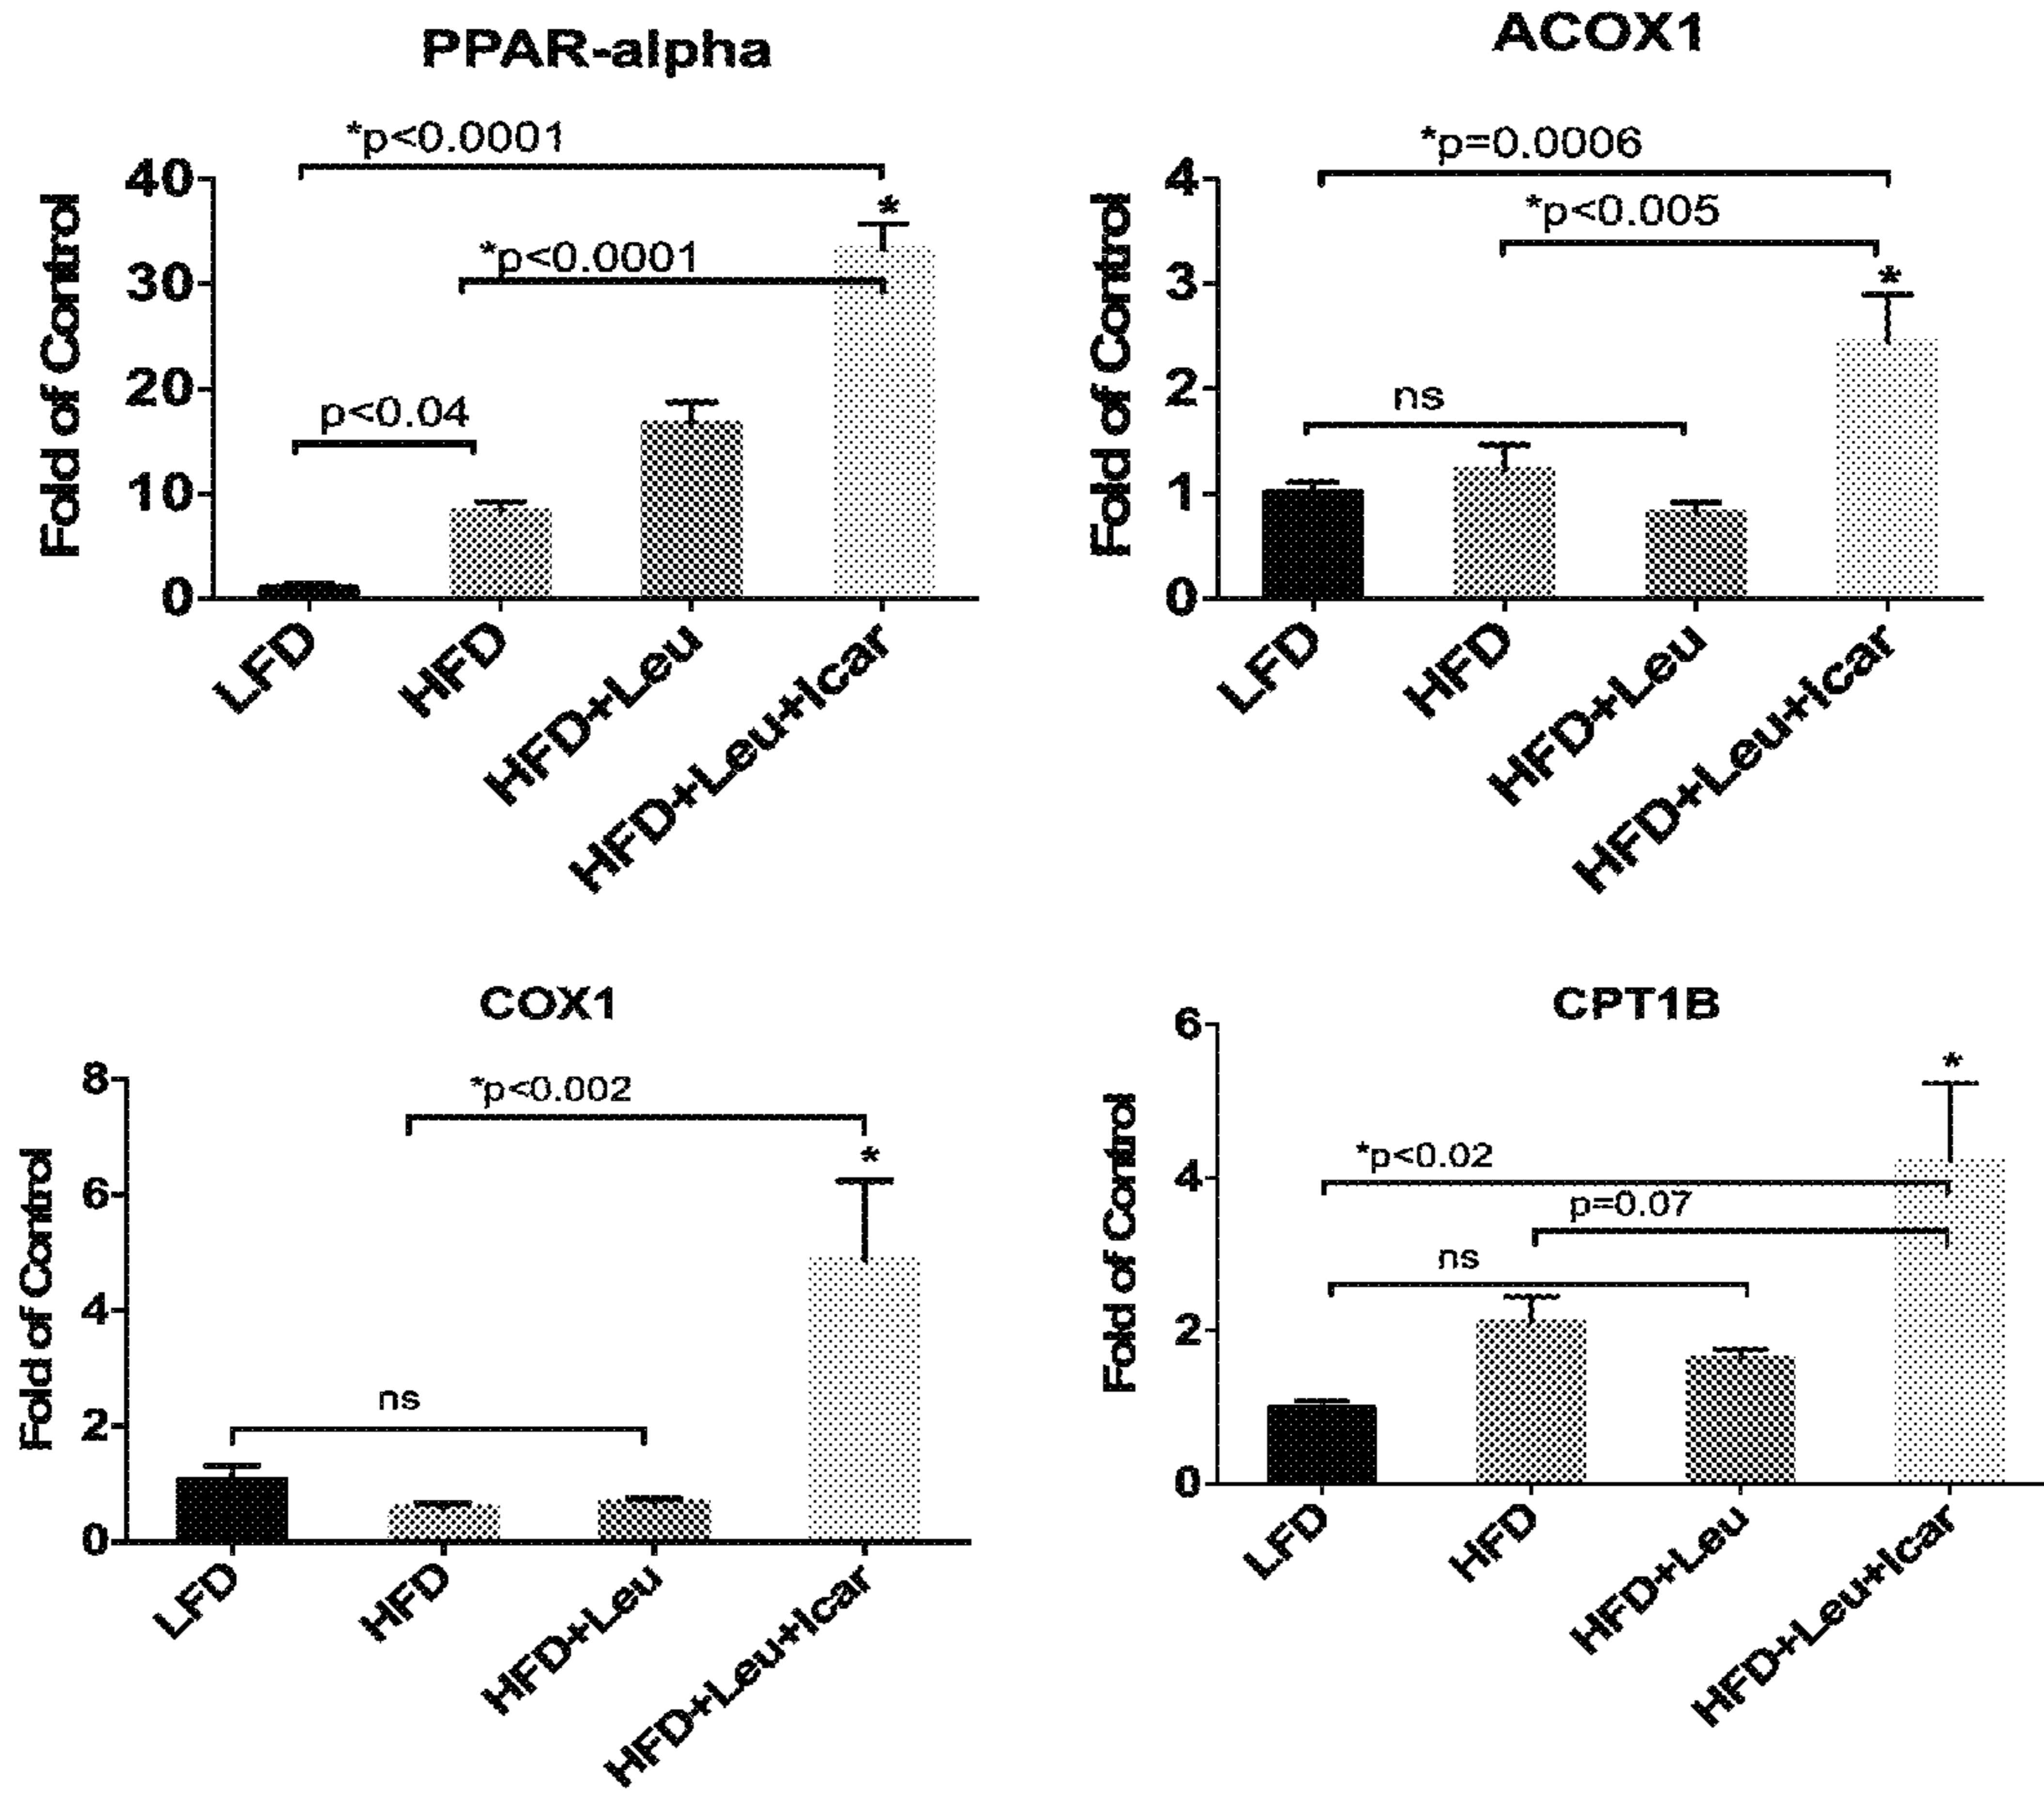 PPAR-alpha
*p<0.0001
*p<0.0001
p<0.04
Fold of Control
40
30
20
10
0
*
LFD
HFD
HFD+Leu
HFD+Leu+Icar
ACOX1
*p=0.0006
*p<0.005
ns
Fold of Control
4
3
2
1
0
*
LFD
HFD
HFD+Leu
HFD+Leu+Icar
COX1
*p<0.002
ns
Fold of Control
8
6
4
2
0
*
LFD
HFD
HFD+Leu
HFD+Leu+Icar
CPT1B
*p<0.02
p=0.07
ns
Fold of Control
6
4
2
0
*
LFD
HFD
HFD+Leu
HFD+Leu+Icar